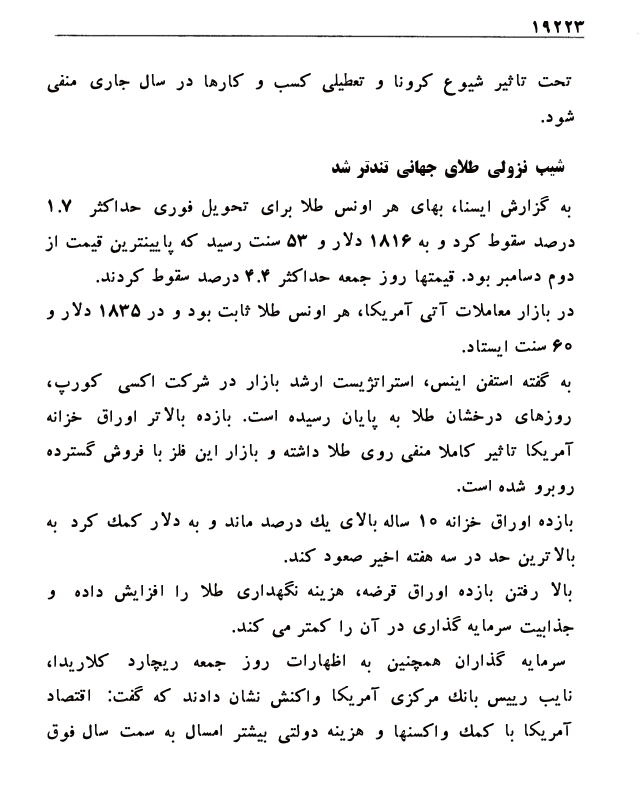 ۱۹۲۲۳
تحت تاثیر شیوع کرونا و تعطیلی کسب و کارها در سال جاری منفی
شود.
شیب نزولی طلای جهانی تندتر شد
به گزارش ایسنا، بهای هر اونس طلا برای تحویل فوری حداکثر ۱.۷
درصد سقوط کرد و به ۱۸۱۶ دلار و ۵۳ سنت رسید که پایینترین قیمت از
دوم دسامبر بود. قیمتها روز جمعه حداکثر ۴.۴ درصد سقوط کردند.
در بازار معاملات آتی آمریکا، هر اونس طلا ثابت بود و در ۱۸۳۵ دلار و
۶۰ سنت ایستاد.
به گفته استفن اینس، استراتژیست ارشد بازار در شرکت اکسی کورپ،
روزهای درخشان طلا به پایان رسیده است. بازده بالاتر اوراق خزانه
آمریکا تاثیر کاملا منفی روی طلا داشته و بازار این فلز با فروش گسترده
روبرو شده است.
بازده اوراق خزانه ۱۰ ساله بالای یك درصد ماند و به دلار کمك کرد به
بالاترین حد در سه هفته اخیر صعود کند.
بالا رفتن بازده اوراق قرضه، هزینه نگهداری طلا را افزایش داده و
جذابیت سرمایه گذاری در آن را کمتر می کند.
سرمایه گذاران همچنین به اظهارات روز جمعه ریچارد کلاریدا،
نایب رییس بانك مرکزی آمریکا واکنش نشان دادند که گفت: اقتصاد
آمریکا با کمك واکسنها و هزینه دولتی بیشتر امسال به سمت سال فوق